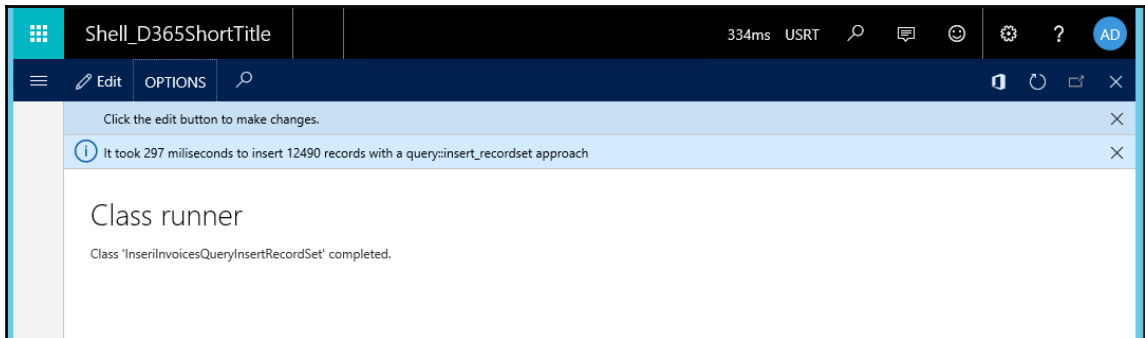 Shell_D365ShortTitle 334ms USRT ? AD
Edit OPTIONS
Click the edit button to make changes.
It took 297 miliseconds to insert 12490 records with a query::insert_recordset approach
Class runner
Class 'InseriInvoicesQueryInsertRecordSet' completed.